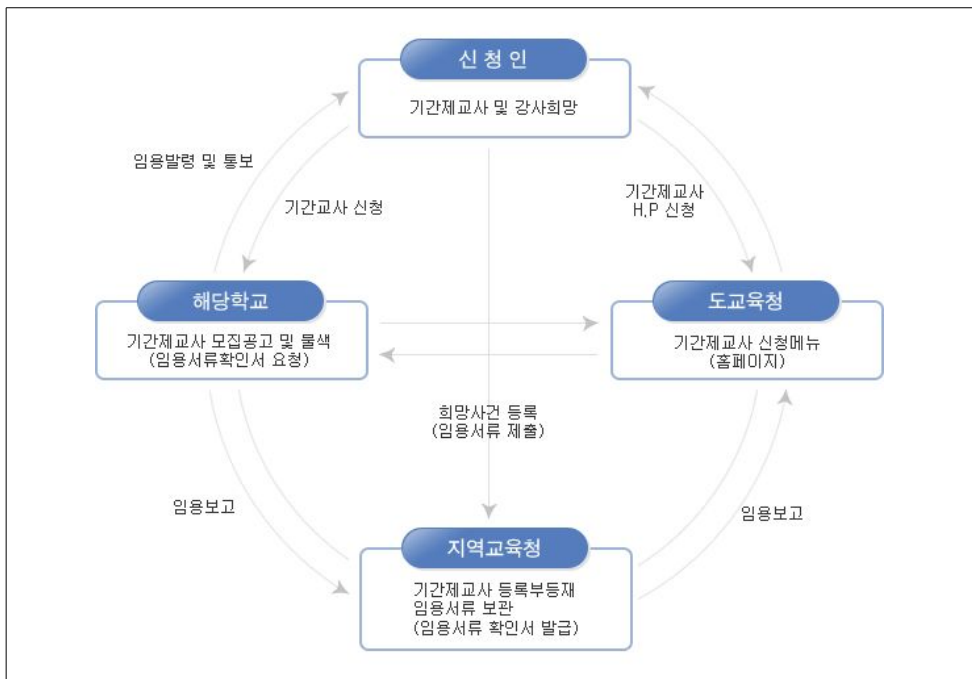 신 청 인
기간제교사 및 강사희망
임용발령 및 통보
기간교사 신청
기간제교사
H.P 신청
해당학교
기간제교사 모집공고 및 물색
(임용서류확인서 요청)
도교육청
기간제교사 신청메뉴
(홈페이지)
희망사건 등록
(임용서류 제출)
임용보고
임용보고
지역교육청
기간제교사 등록부등재
임용서류 보관
(임용서류 확인서 발급)